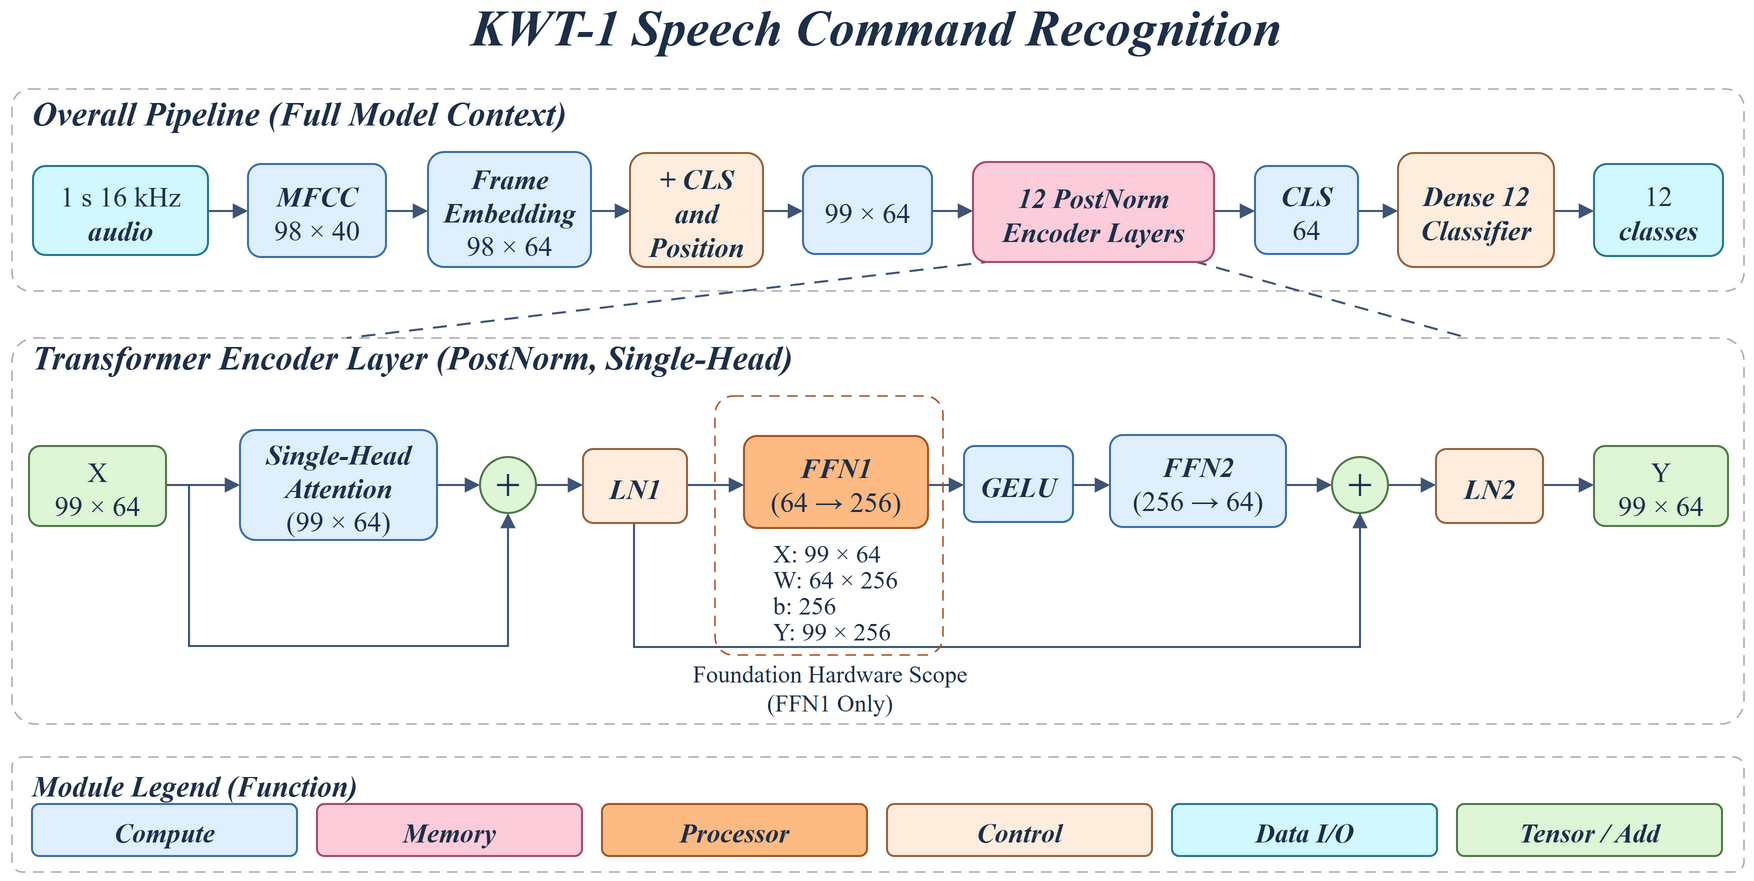 KWT-1 Speech Command Recognition
Overall Pipeline (Full Model Context)
1 s 16 kHz
audio
MFCC
98 × 40
Frame
Embedding
98 × 64
+ CLS
and
Position
99 × 64
12 PostNorm
Encoder Layers
CLS
64
Dense 12
Classifier
12
classes
Transformer Encoder Layer (PostNorm, Single-Head)
X
99 × 64
Single-Head
Attention
(99 × 64)
+
LN1
FFN1
(64 → 256)
X: 99 × 64
W: 64 × 256
b: 256
Y: 99 × 256
Foundation Hardware Scope
(FFN1 Only)
GELU
FFN2
(256 → 64)
+
LN2
Y
99 × 64
Module Legend (Function)
Compute
Memory
Processor
Control
Data I/O
Tensor / Add